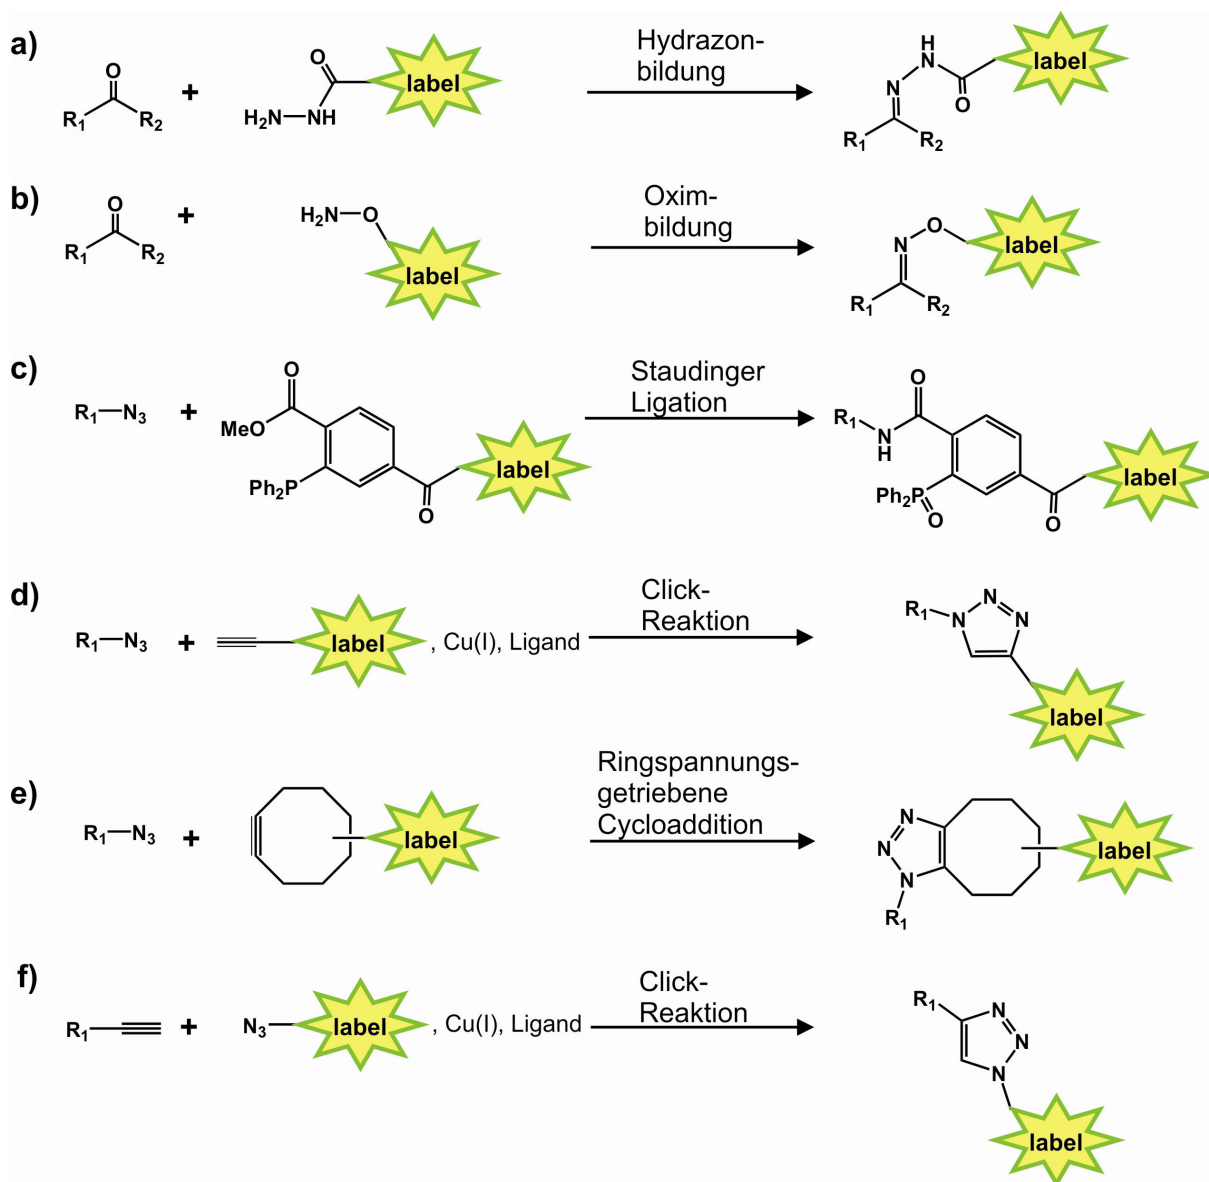 a)
O
R₁
R₂
+
O
H₂N
NH
label
Hydrazon-
bildung
H
N
N
O
R₁
R₂
label
b)
O
R₁
R₂
+
H₂N
O
label
Oxim-
bildung
O
N
R₁
R₂
label
c)
R₁
N₃
+
O
MeO
Ph₂P
O
label
Staudinger
Ligation
O
R₁
N
H
Ph₂P
O
O
label
d)
R₁
N₃
+
label
, Cu(I), Ligand
Click-
Reaktion
R₁
N
N
N
label
e)
R₁
N₃
+
label
Ringspannungs-
getriebene
Cycloaddition
N
N
N
R₁
label
f)
R₁
+
N₃
label
, Cu(I), Ligand
Click-
Reaktion
R₁
N
N
N
label